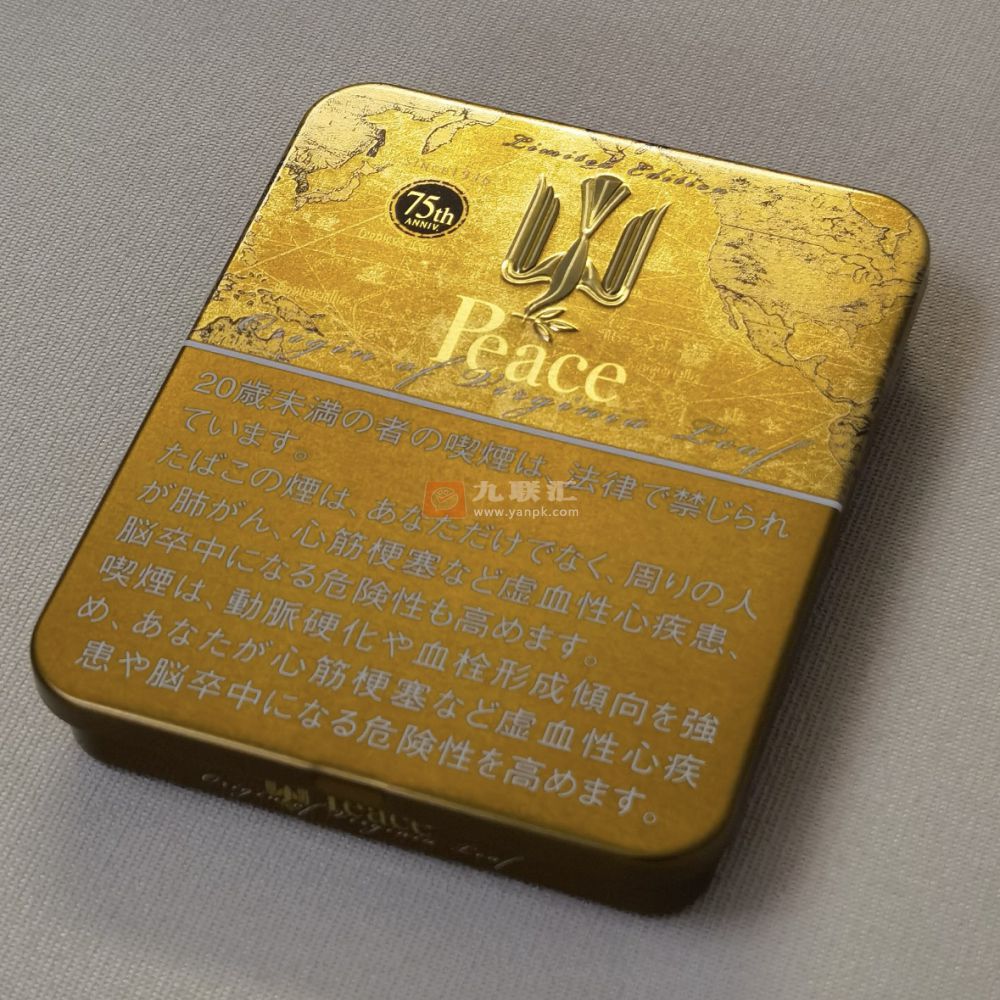 Limited Edition
SINCE 1946
75th
ANNIV.
Peace
Origin of Virginia Leaf
20歳未満の者の喫煙は、法律で禁じられ
ています。
たばこの煙は、あなただけでなく、周りの人
が肺がん、心筋梗塞など虚血性心疾患、
脳卒中になる危険性も高めます。
喫煙は、動脈硬化や血栓形成傾向を強
め、あなたが心筋梗塞など虚血性心疾
患や脳卒中になる危険性を高めます。
九联汇
www.yanpk.com
Peace
Origin of Virginia Leaf